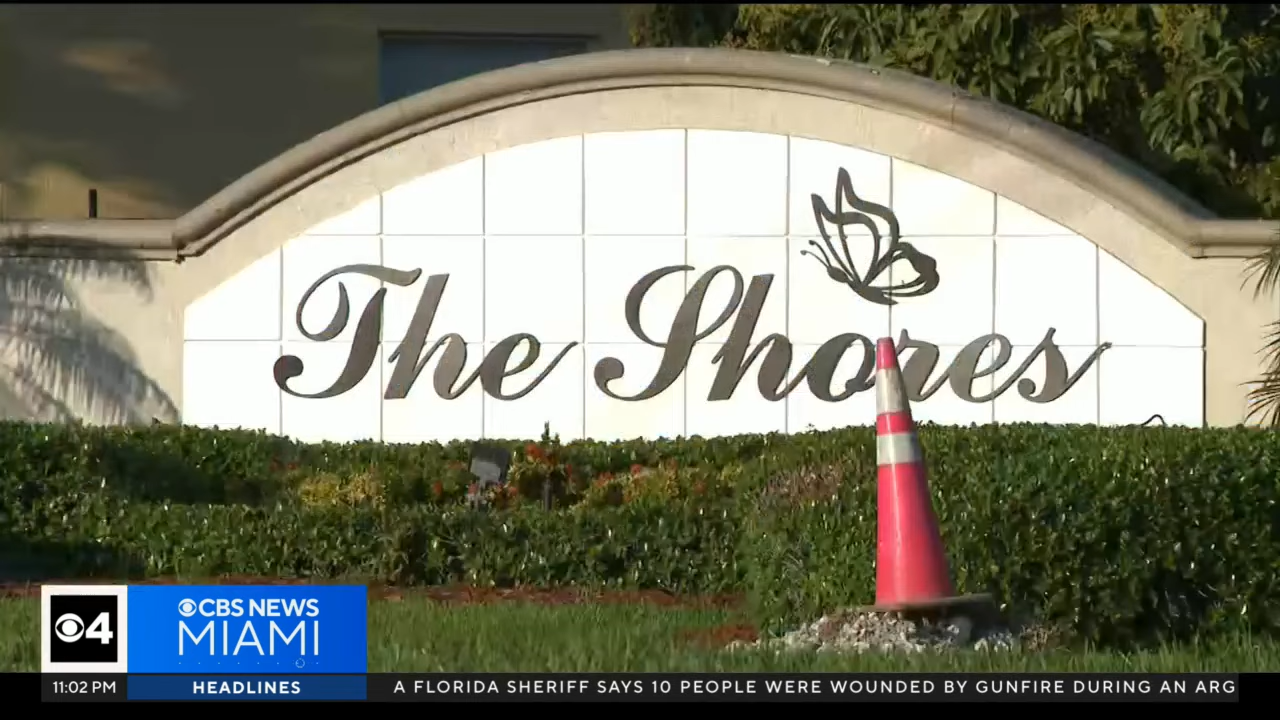 The Shores
4
CBS NEWS
MIAMI
11:02 PM
HEADLINES
A FLORIDA SHERIFF SAYS 10 PEOPLE WERE WOUNDED BY GUNFIRE DURING AN ARG